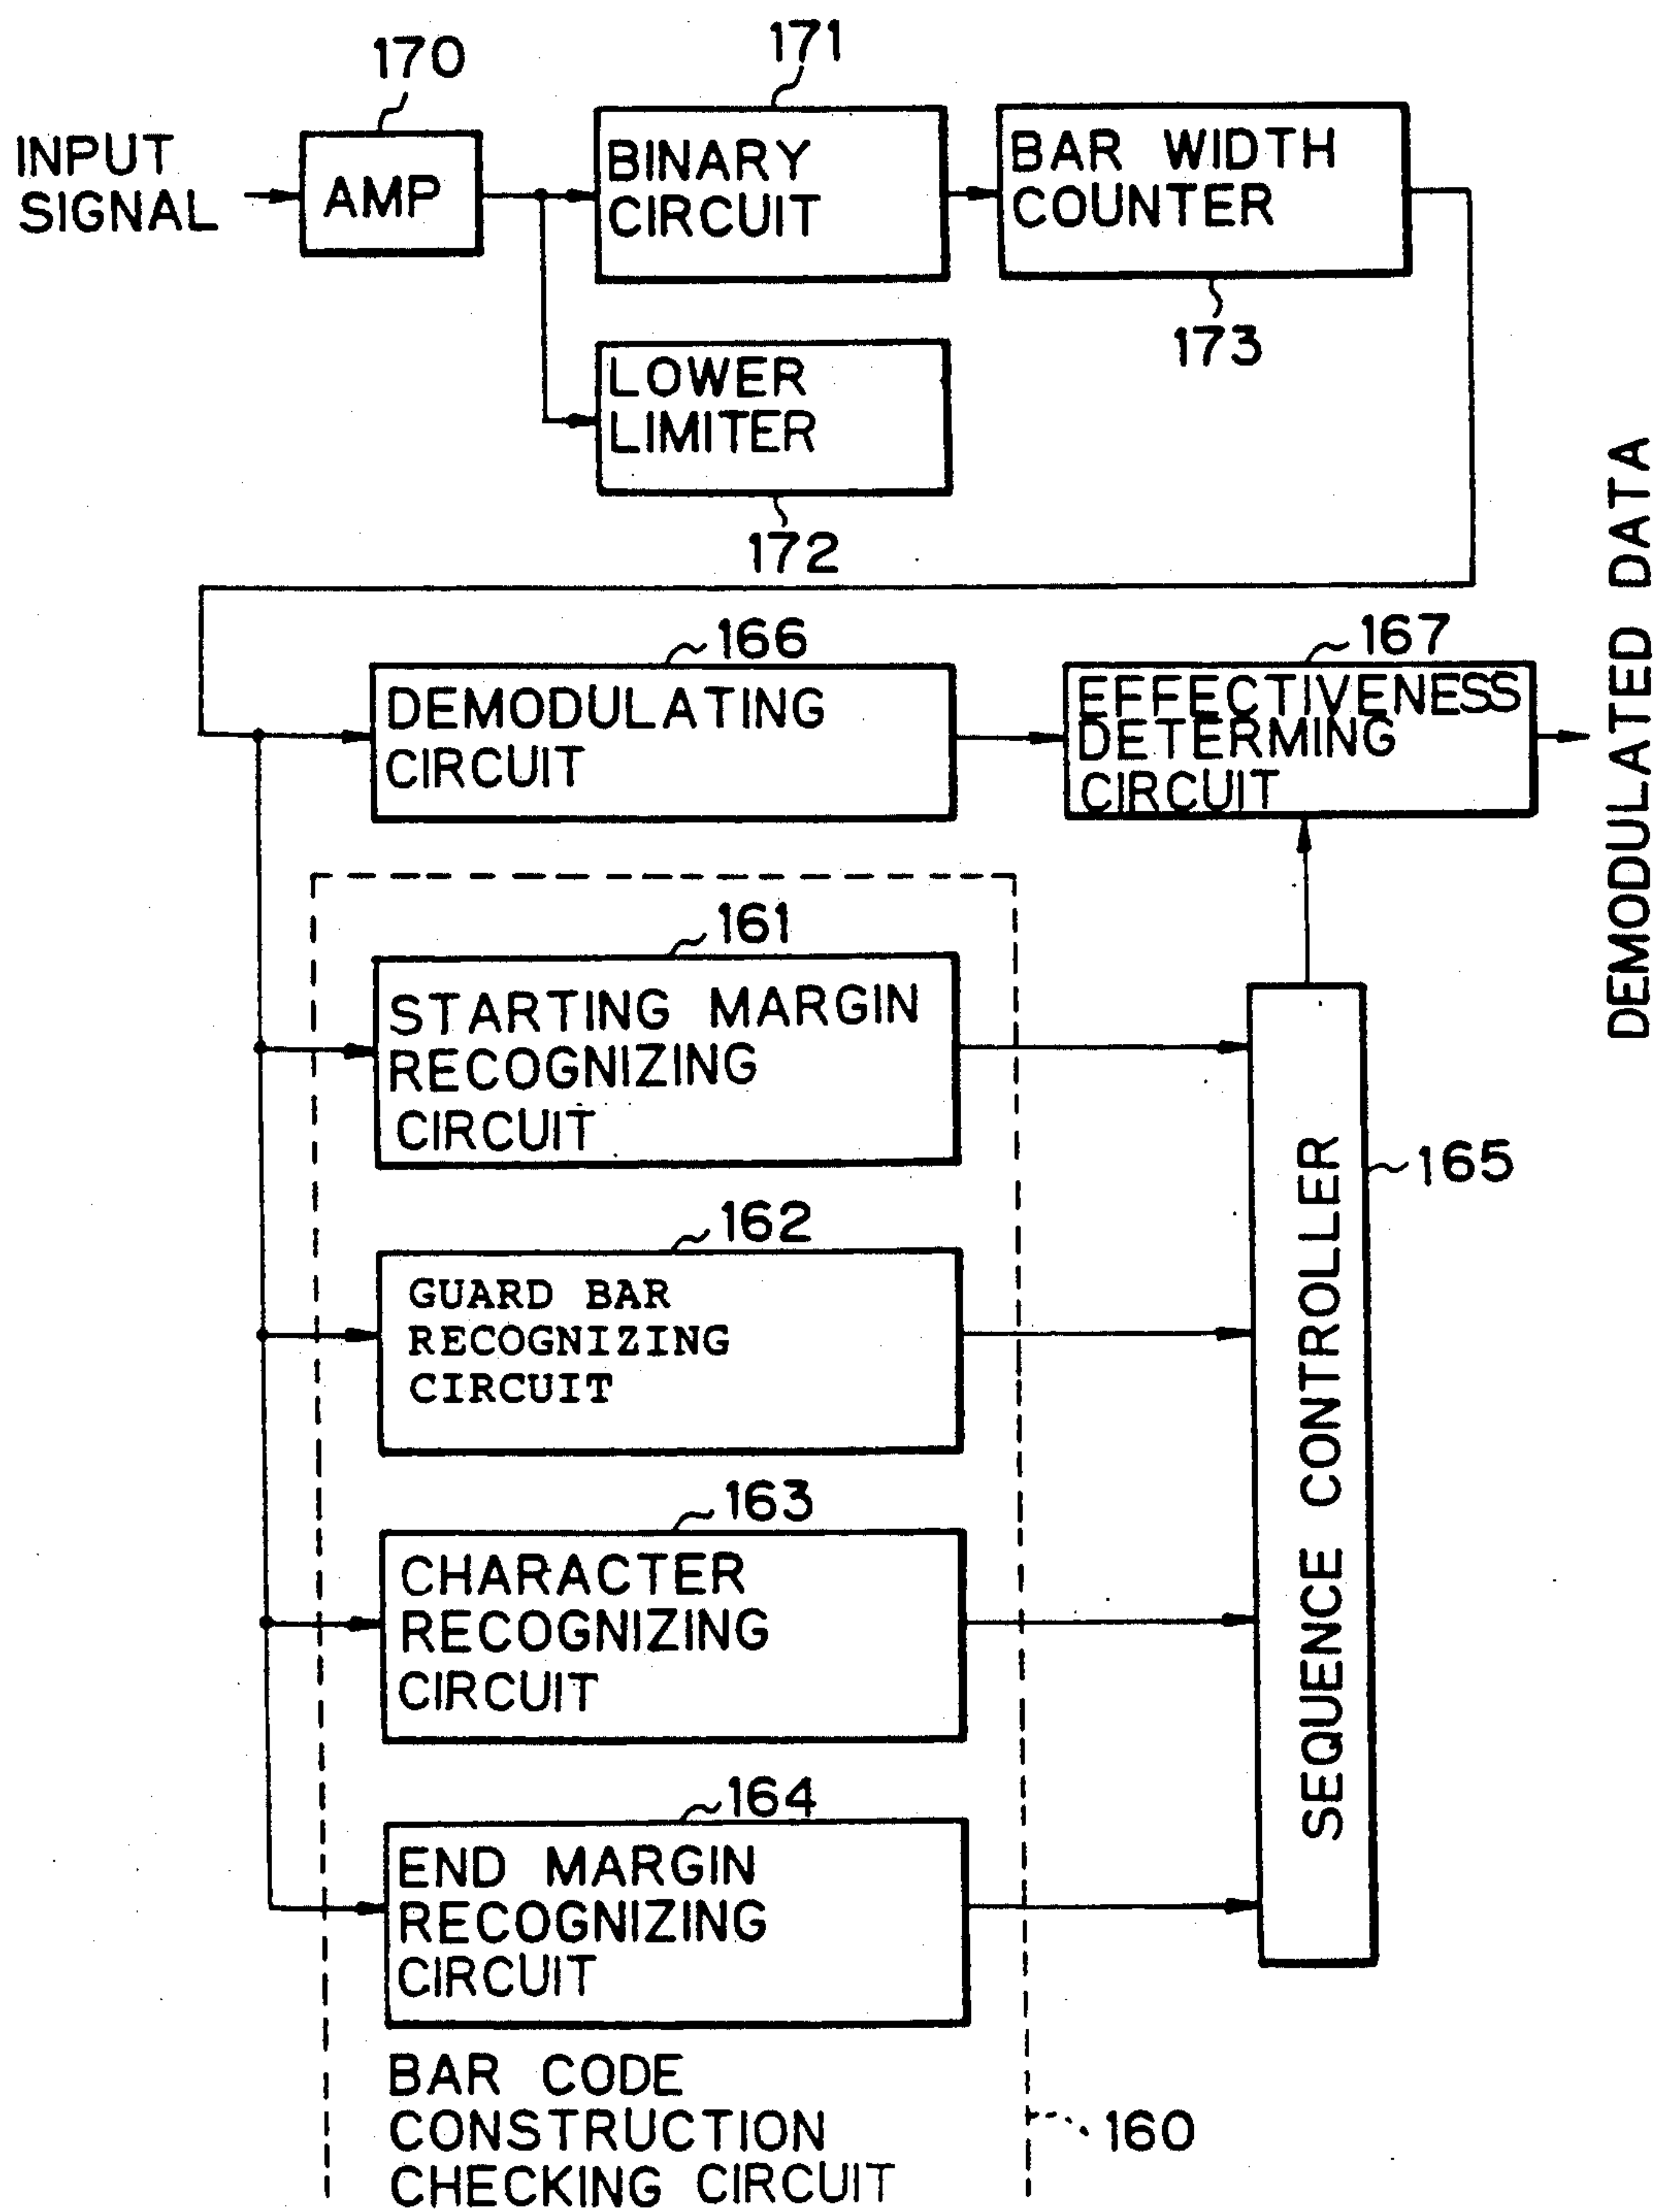 170
171
INPUT
SIGNAL
AMP
BINARY
CIRCUIT
BAR WIDTH
COUNTER
173
LOWER
LIMITER
172
166
DEMODULATING
CIRCUIT
167
EFFECTIVENESS
DETERMING
CIRCUIT
DEMODULATED DATA
161
STARTING MARGIN
RECOGNIZING
CIRCUIT
162
GUARD BAR
RECOGNIZING
CIRCUIT
163
CHARACTER
RECOGNIZING
CIRCUIT
164
END MARGIN
RECOGNIZING
CIRCUIT
SEQUENCE CONTROLLER
165
BAR CODE
CONSTRUCTION
CHECKING CIRCUIT
160